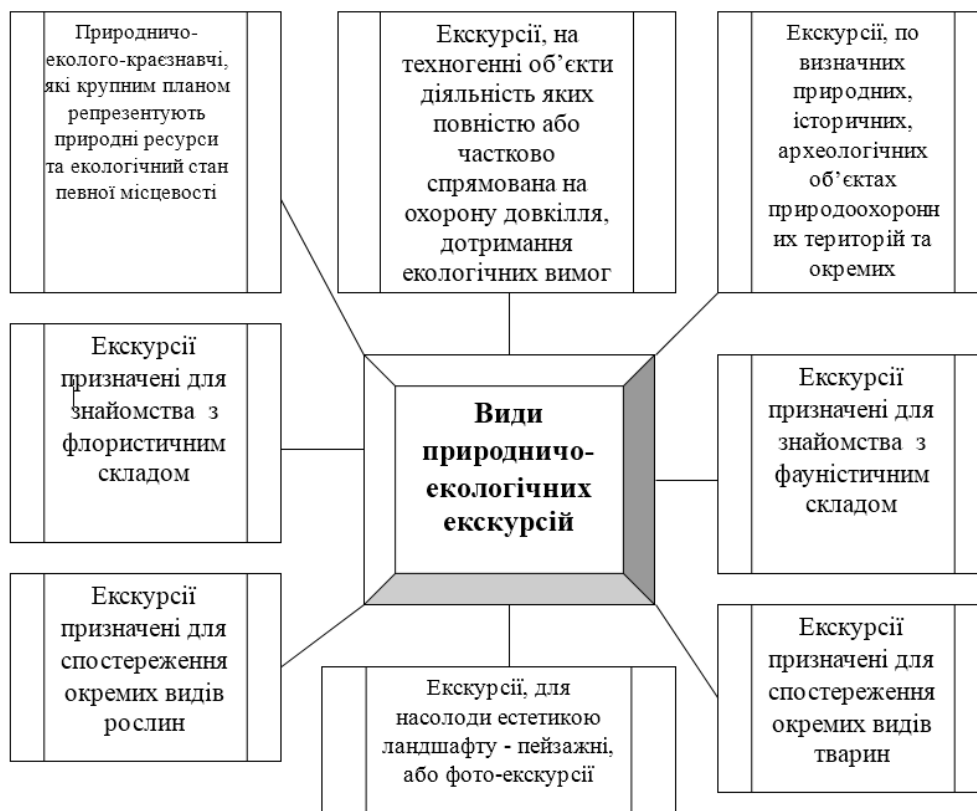 Природничо-
еколого-краєзнавчі,
які крупним планом
репрезентують
природні ресурси
та екологічний стан
певної місцевості
Екскурсії, на
техногенні об’єкти
діяльність яких
повністю або
частково
спрямована на
охорону довкілля,
дотримання
екологічних вимог
Екскурсії, по
визначних
природних,
історичних,
археологічних
об’єктах
природоохоронн
их територій та
окремих
Екскурсії
призначені для
знайомства з
флористичним
складом
Види
природничо-
екологічних
екскурсій
Екскурсії
призначені для
знайомства з
фауністичним
складом
Екскурсії
призначені для
спостереження
окремих видів
рослин
Екскурсії, для
насолоди естетикою
ландшафту - пейзажні,
або фото-екскурсії
Екскурсії
призначені для
спостереження
окремих видів
тварин